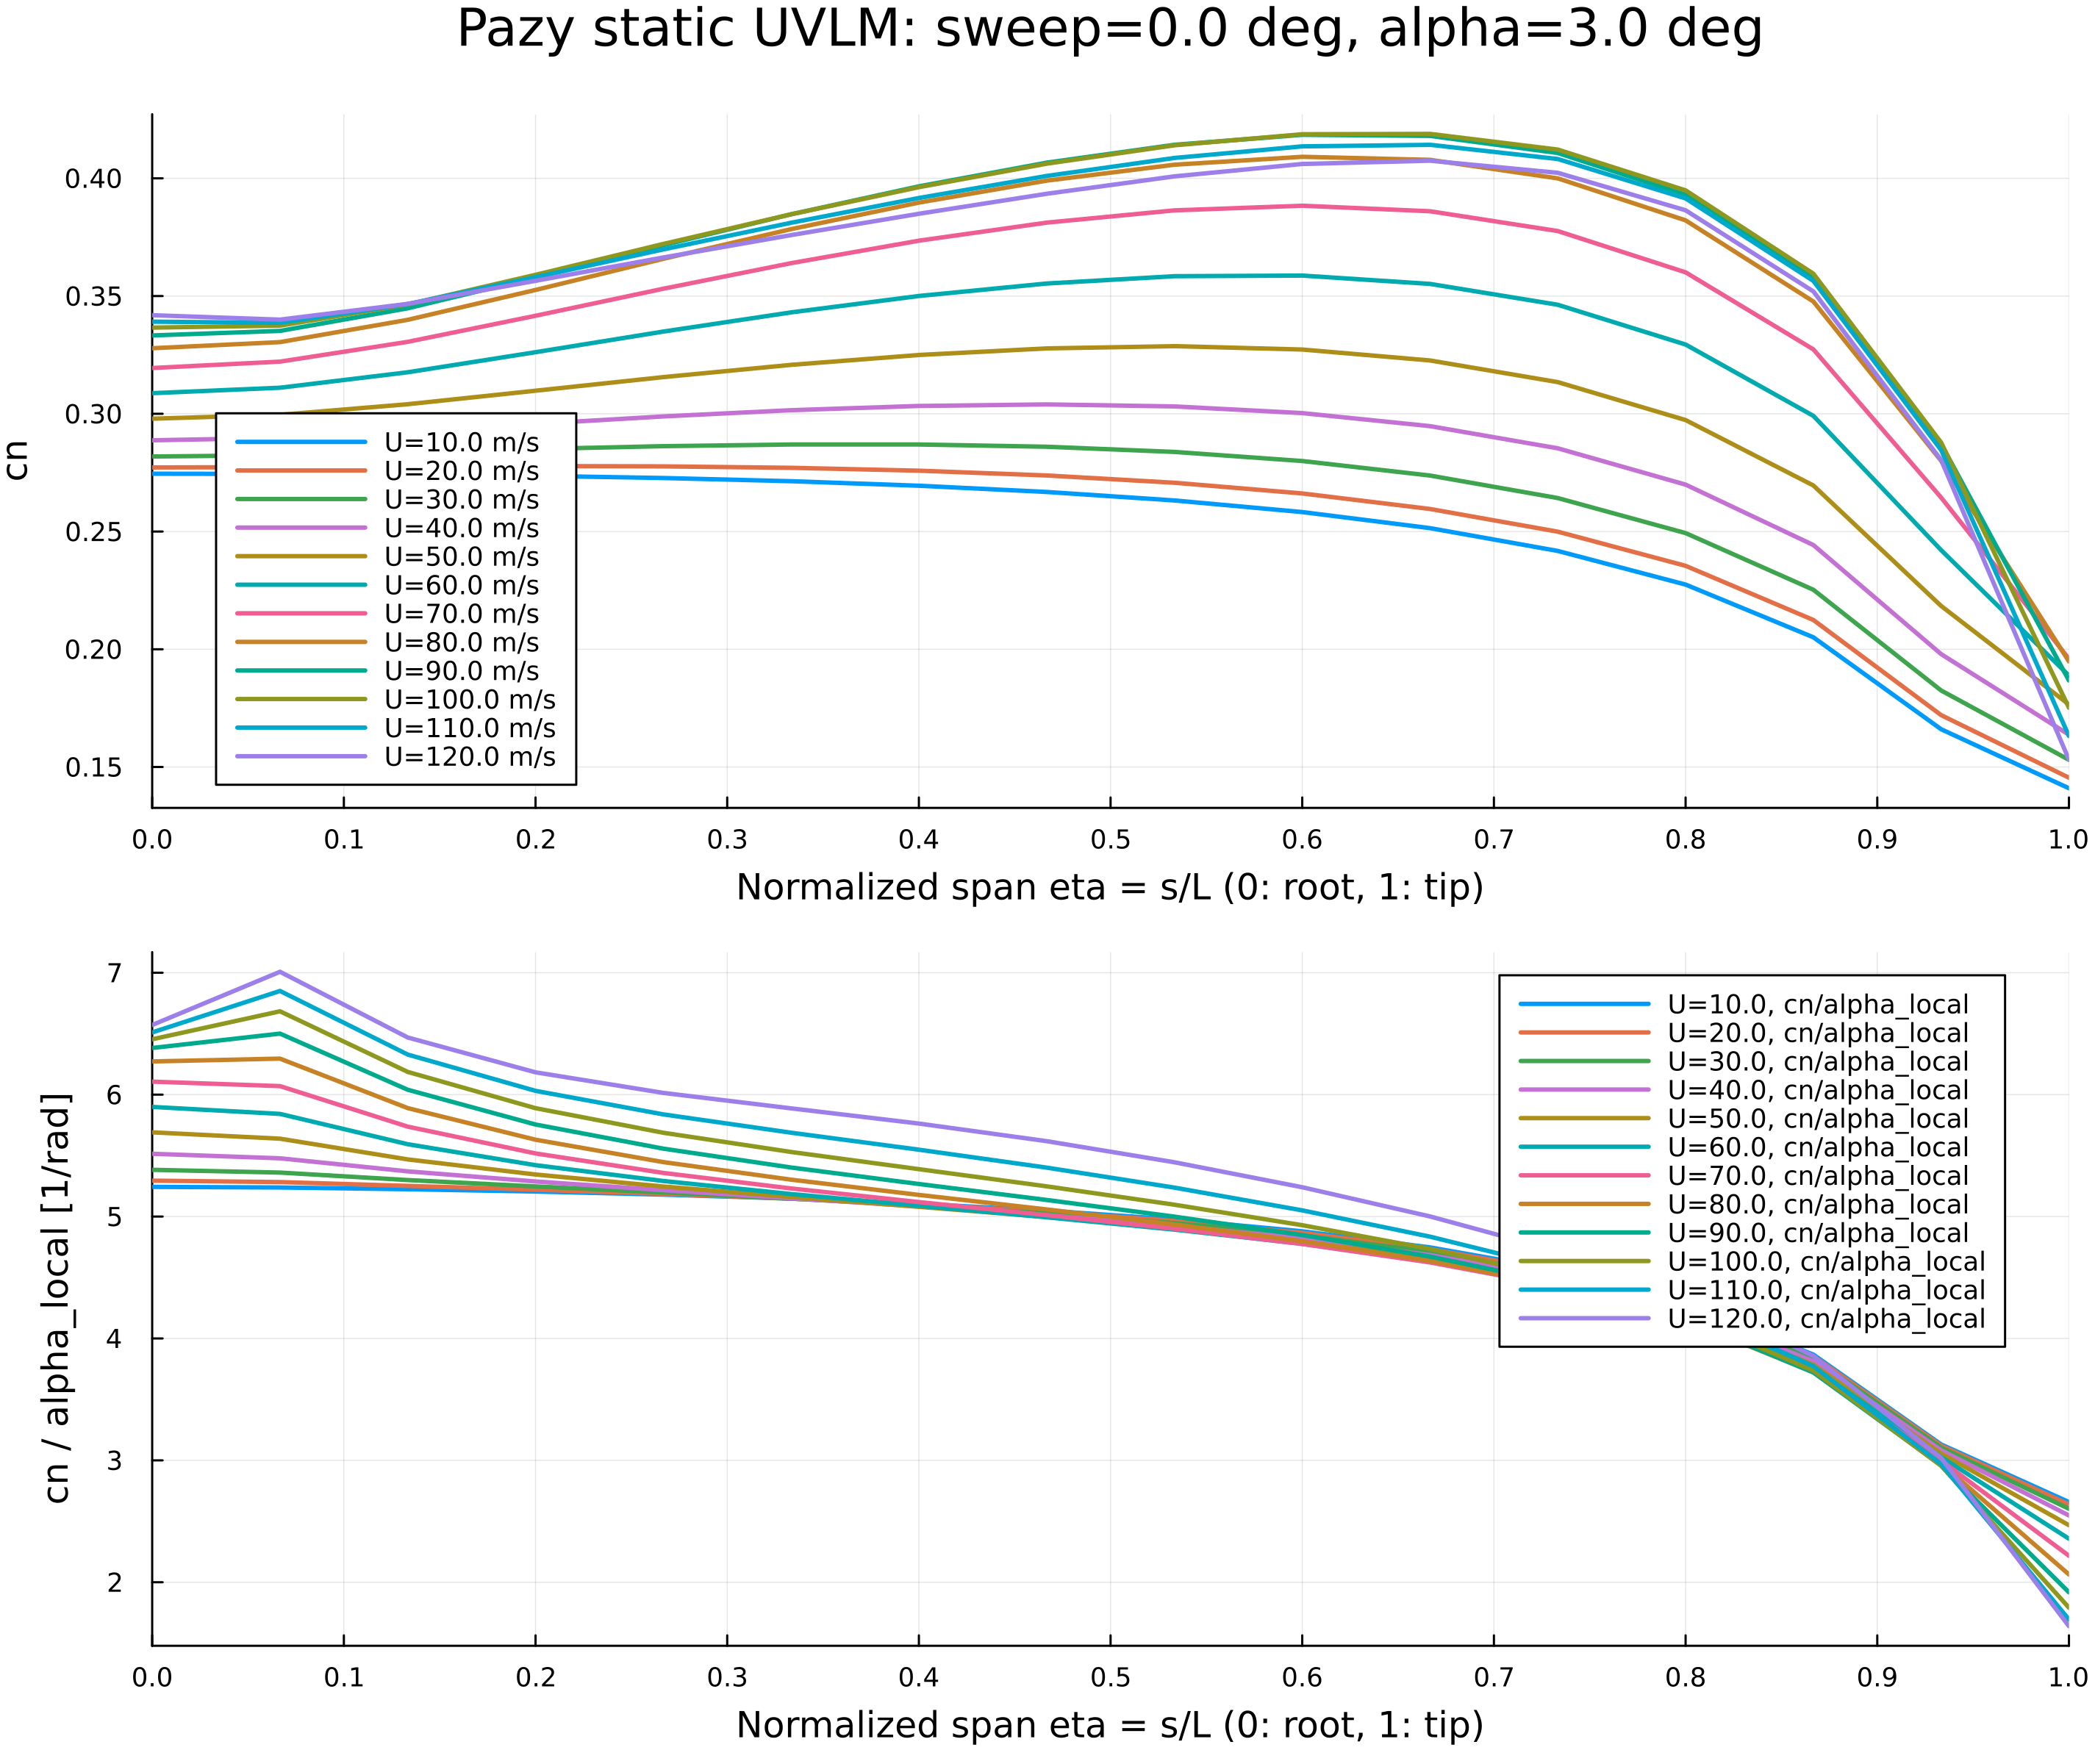 Pazy static UVLM: sweep=0.0 deg, alpha=3.0 deg
cn
0.40
0.35
0.30
0.25
0.20
0.15
U=10.0 m/s
U=20.0 m/s
U=30.0 m/s
U=40.0 m/s
U=50.0 m/s
U=60.0 m/s
U=70.0 m/s
U=80.0 m/s
U=90.0 m/s
U=100.0 m/s
U=110.0 m/s
U=120.0 m/s
0.0 0.1 0.2 0.3 0.4 0.5 0.6 0.7 0.8 0.9 1.0
Normalized span eta = s/L (0: root, 1: tip)
cn / alpha_local [1/rad]
7
6
5
4
3
2
U=10.0, cn/alpha_local
U=20.0, cn/alpha_local
U=30.0, cn/alpha_local
U=40.0, cn/alpha_local
U=50.0, cn/alpha_local
U=60.0, cn/alpha_local
U=70.0, cn/alpha_local
U=80.0, cn/alpha_local
U=90.0, cn/alpha_local
U=100.0, cn/alpha_local
U=110.0, cn/alpha_local
U=120.0, cn/alpha_local
0.0 0.1 0.2 0.3 0.4 0.5 0.6 0.7 0.8 0.9 1.0
Normalized span eta = s/L (0: root, 1: tip)